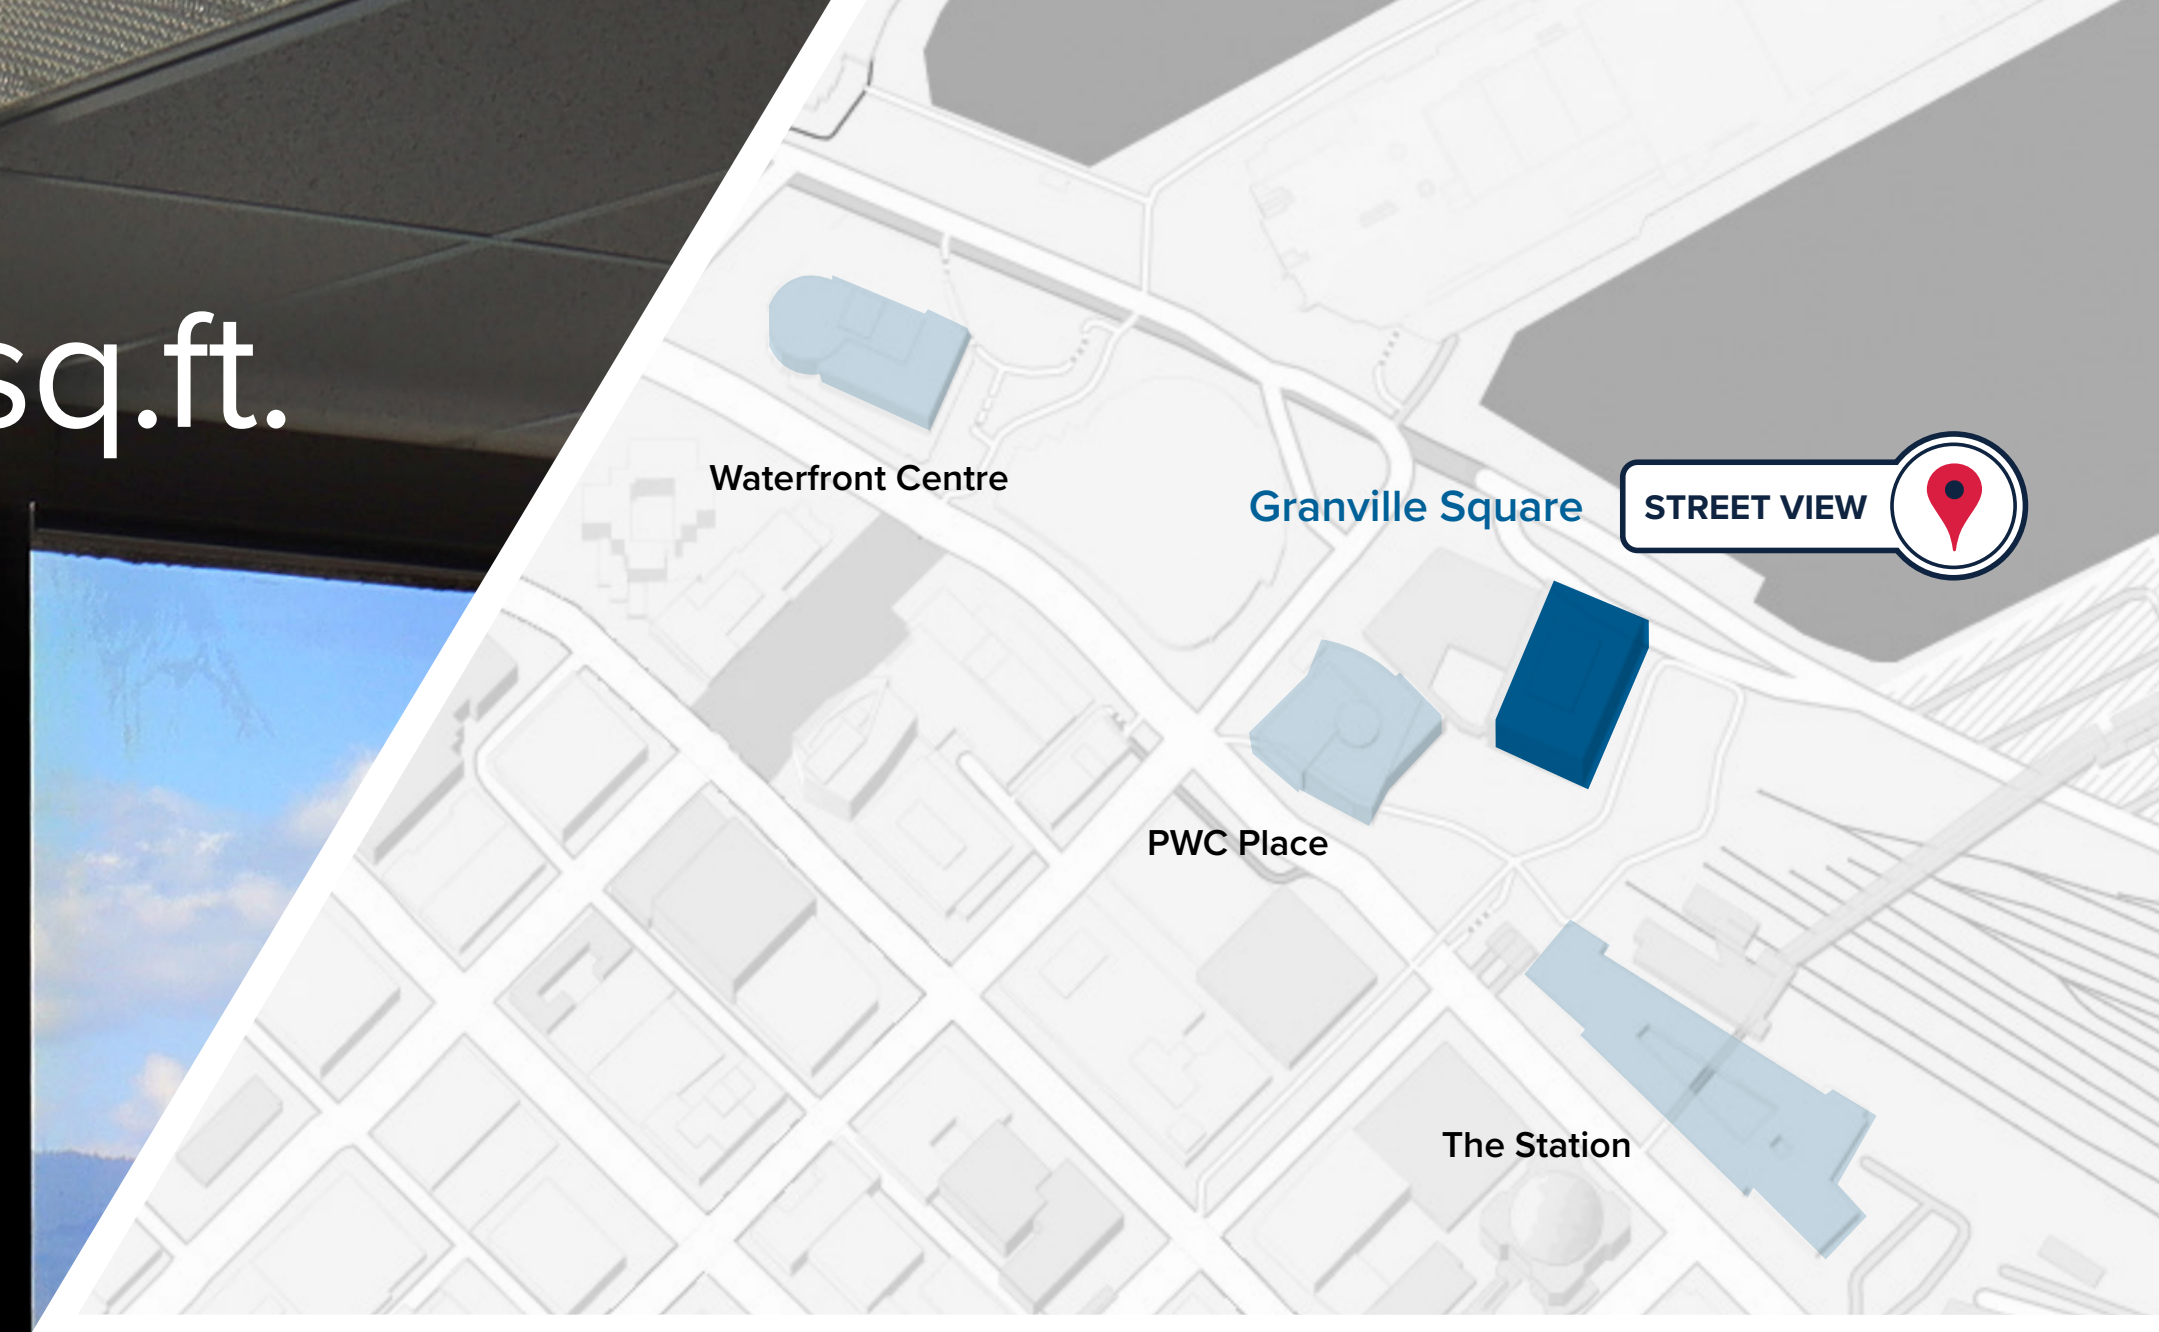 sq.ft.
Waterfront Centre
Granville Square
STREET VIEW
PWC Place
The Station